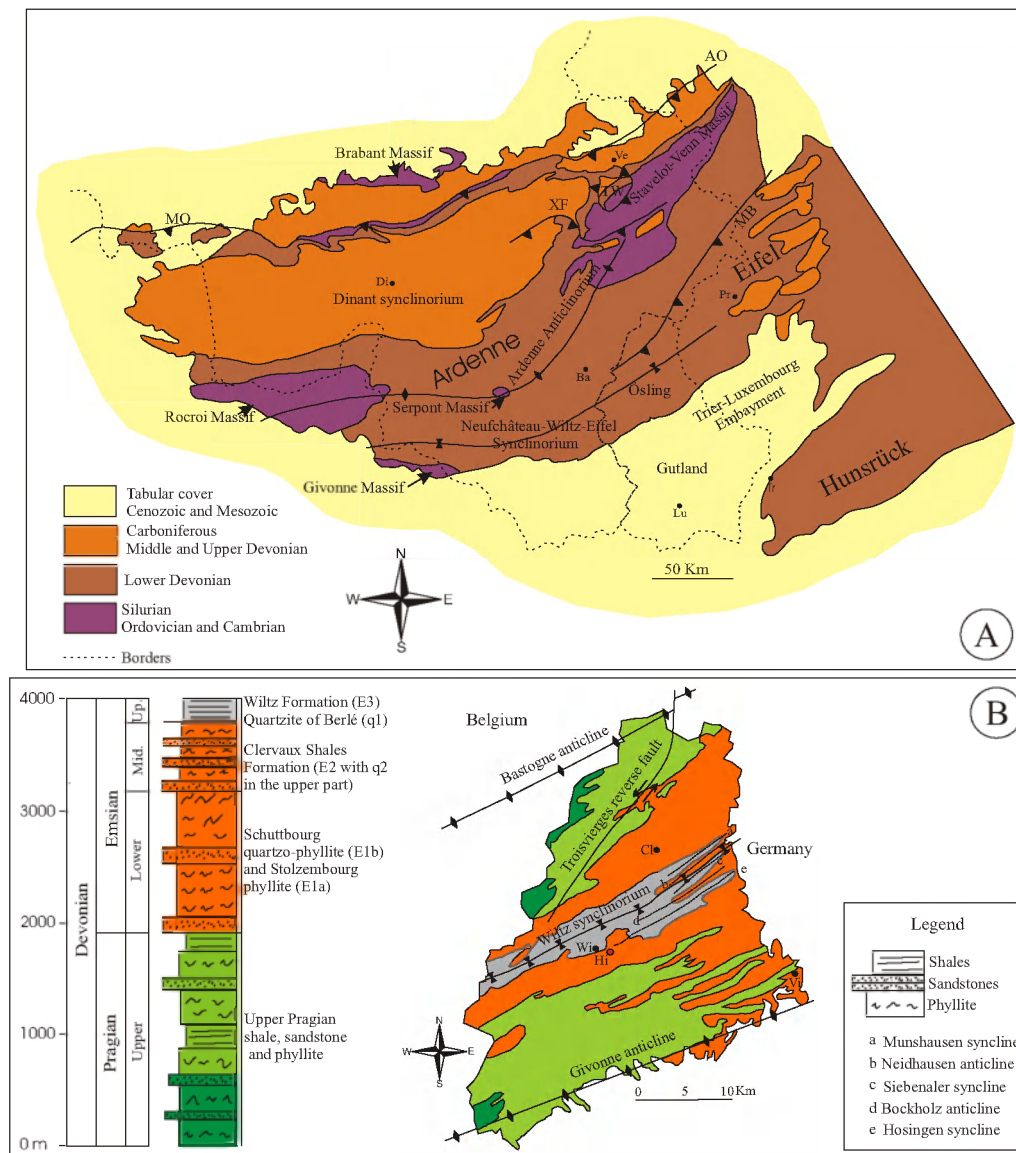 AO
Brabant Massif
Ve
Stavelot-Venn Massif
TW
XF
MO
MB
Eifel
Di
Dinant synclinorium
Pr
Ardenne
Ardenne Anticlinorium
Ba
Osling
Serpont Massif
Rocroi Massif
Neufchâteau-Wiltz-Eifel
Synclinorium
Trier-Luxembourg
Embayment
Givonne Massif
Gutland
Hunsrück
Tr
Lu
Tabular cover
Cenozoic and Mesozoic
Carboniferous
Middle and Upper Devonian
Lower Devonian
Silurian
Ordovician and Cambrian
Borders
N
W E
S
50 Km
A
B
4000
3000
2000
1000
0 m
Devonian
Emsian
Pragian
Up.
Mid.
Lower
Upper
Wiltz Formation (E3)
Quartzite of Berlé (q1)
Clervaux Shales
Formation (E2 with q2
in the upper part)
Schuttbourg
quartzo-phyllite (E1b)
and Stolzembourg
phyllite (E1a)
Upper Pragian
shale, sandstone
and phyllite
Belgium
Bastogne anticline
Troisvierges reverse fault
Cl
Germany
a
b
c
d
e
Wiltz synclinorium
Wi
Hi
Vi
Givonne anticline
N
W E
S
0 5 10 Km
Legend
Shales
Sandstones
Phyllite
a Munshausen syncline
b Neidhausen anticline
c Siebenaler syncline
d Bockholz anticline
e Hosingen syncline